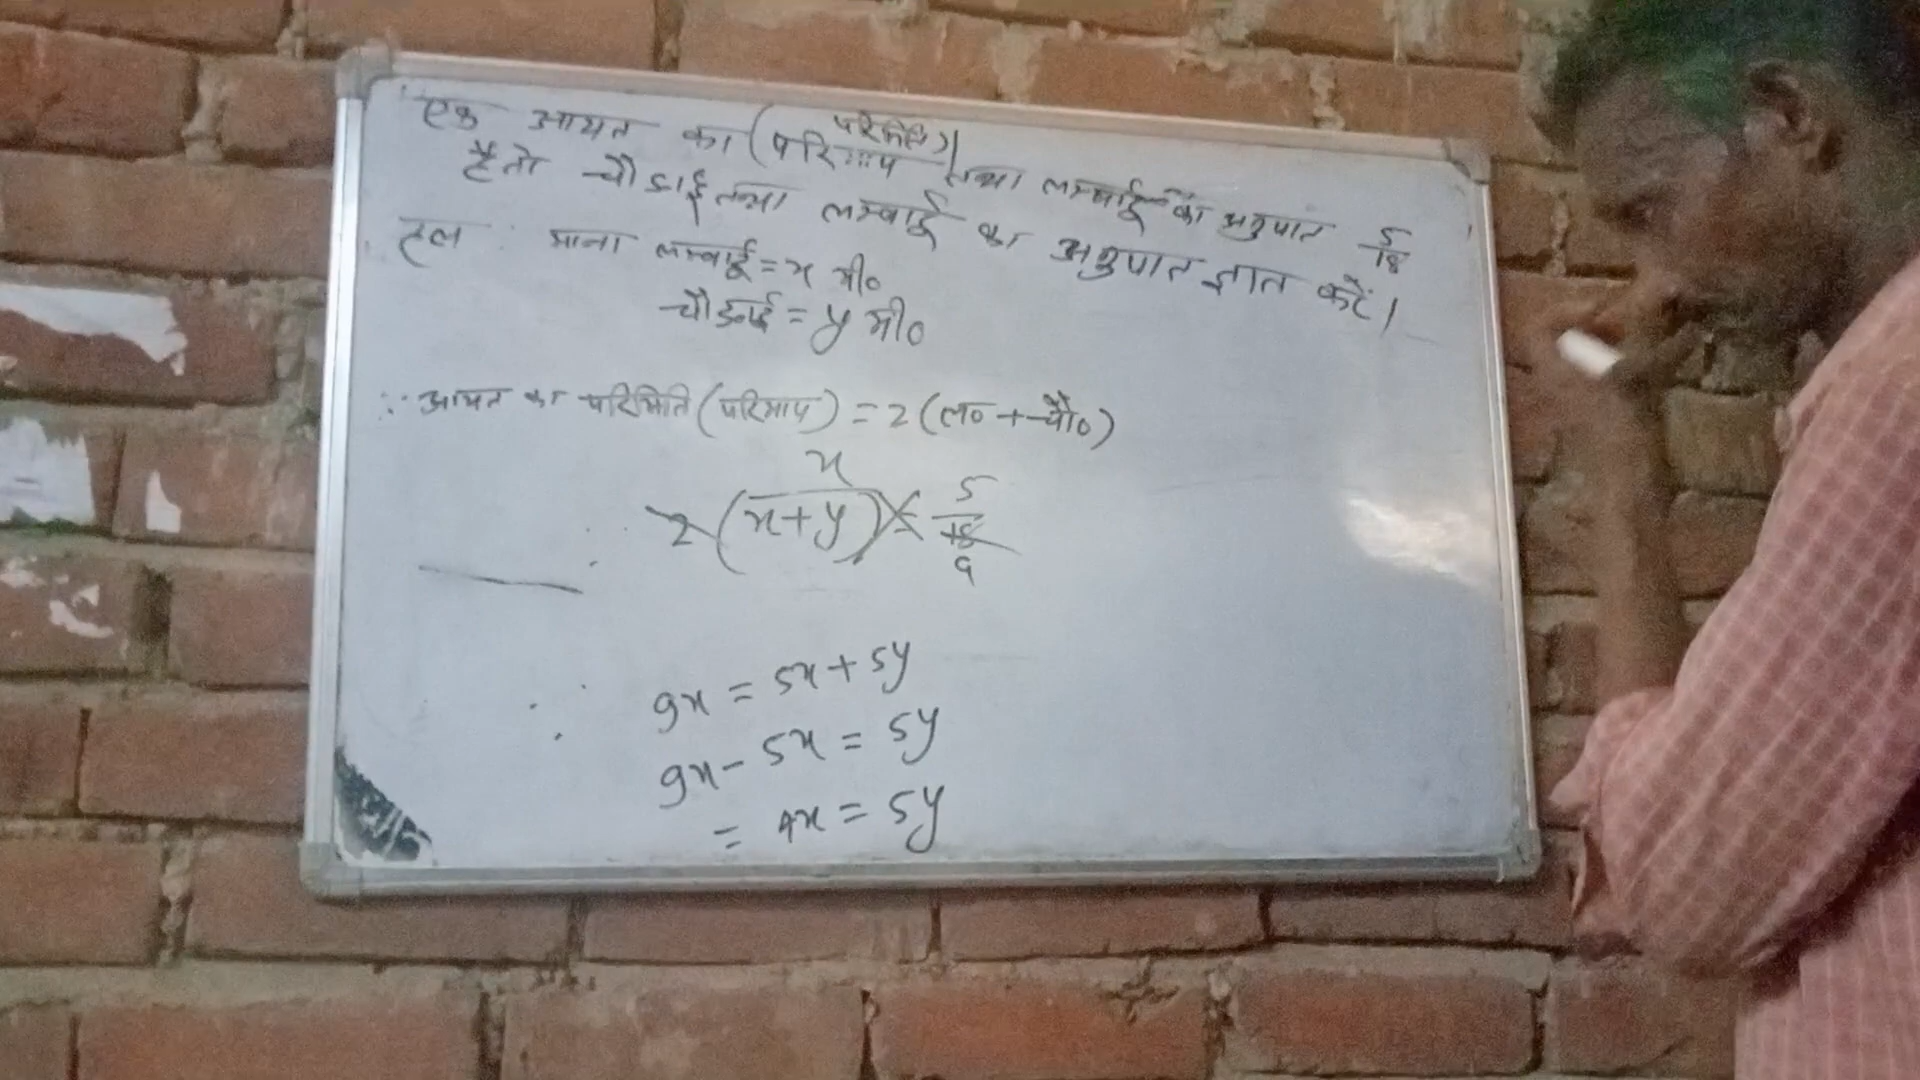 एक आयत का (परिमाप परिमिति) तथा लम्बाई का अनुपात 5/18
है तो चौड़ाई तथा लम्बाई का अनुपात ज्ञात करें।
हल : माना लम्बाई = x मी०
चौड़ाई = y मी०
∵ आयत का परिमिति (परिमाप) = 2 (ल० + चौ०)
x
2 (x+y) = 5/18
9
∴ 9x = 5x + 5y
9x - 5x = 5y
= 4x = 5y